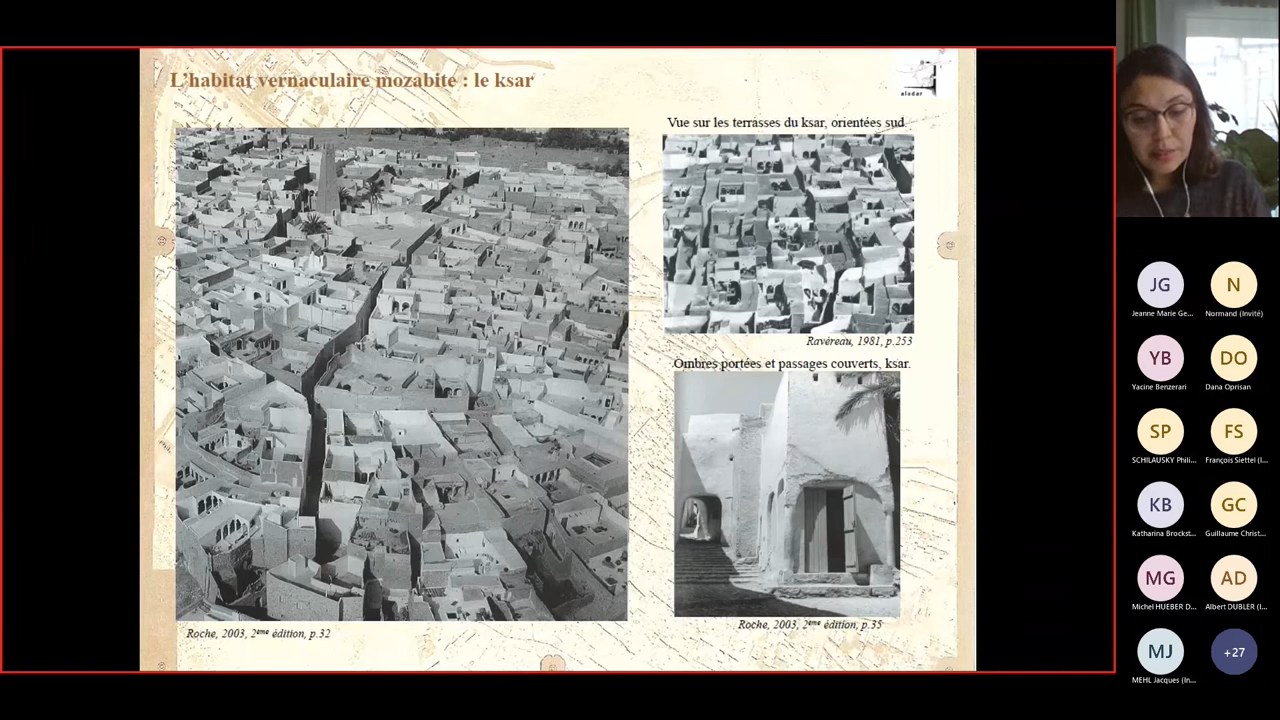 L'habitat vernaculaire mozabite : le ksar
aladar
Vue sur les terrasses du ksar, orientées sud
Ravéreau, 1981, p.253
Ombres portées et passages couverts, ksar.
Roche, 2003, 2ème édition, p.32
Roche, 2003, 2ème édition, p.35
JG
Jeanne Marie Ge...
N
Normand (Invité)
YB
Yacine Benzerari
DO
Dana Oprisan
SP
SCHILAUSKY Phili...
FS
François Siettel (I...
KB
Katharina Brockst...
GC
Guillaume Christ...
MG
Michel HUEBER D...
AD
Albert DUBLER (I...
MJ
MEHL Jacques (In...
+27